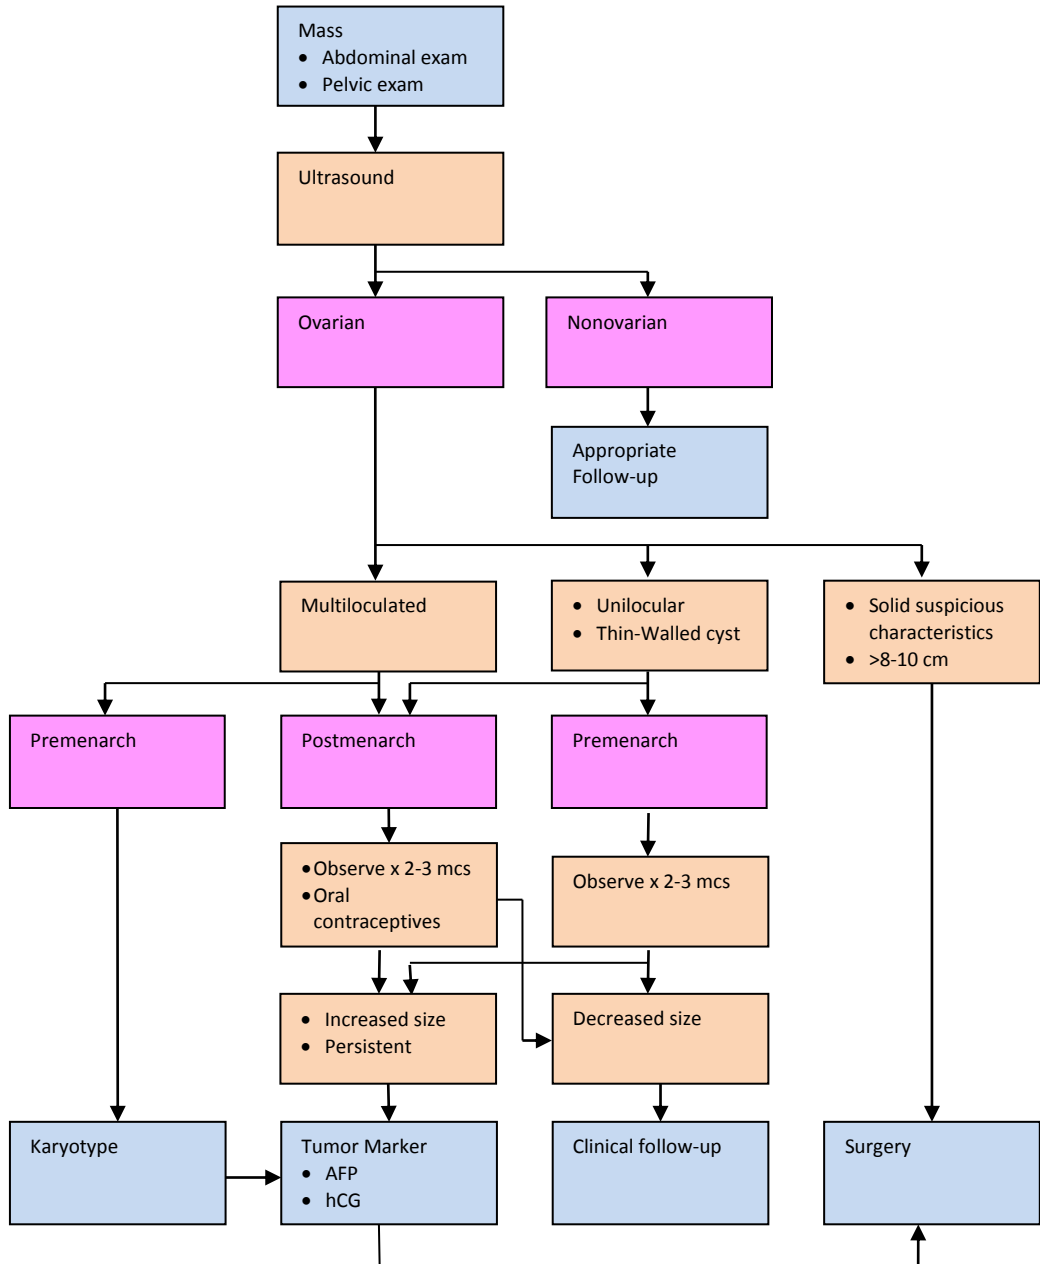 Mass
• Abdominal exam
• Pelvic exam
Ultrasound
Ovarian
Nonovarian
Appropriate
Follow-up
Multiloculated
• Unilocular
• Thin-Walled cyst
• Solid suspicious
characteristics
• >8-10 cm
Premenarch
Postmenarch
Premenarch
• Observe x 2-3 mcs
• Oral
contraceptives
Observe x 2-3 mcs
• Increased size
• Persistent
Decreased size
Karyotype
Tumor Marker
• AFP
• hCG
Clinical follow-up
Surgery